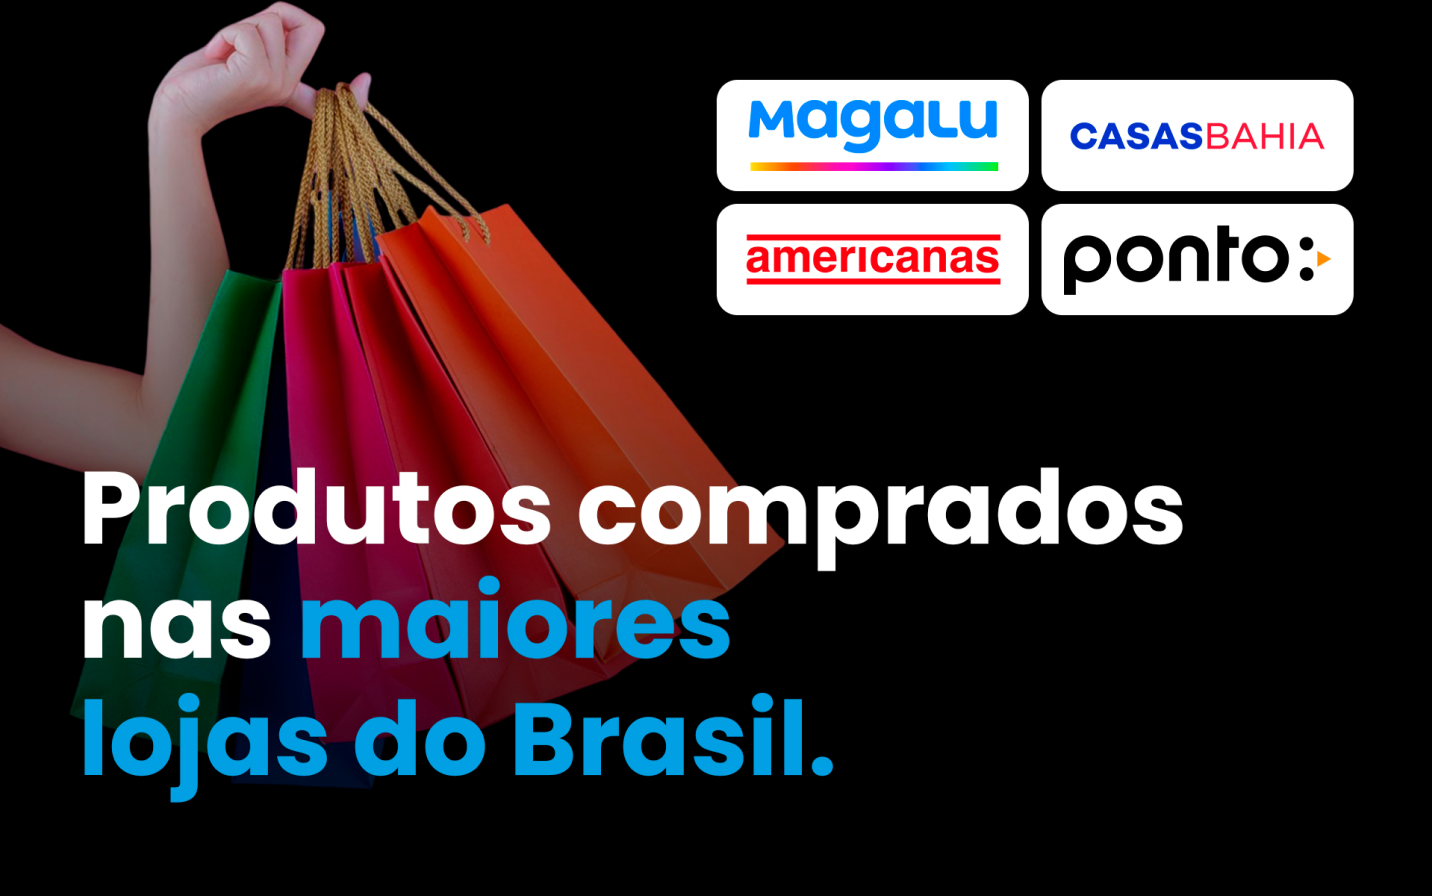 magalu
CASASBAHIA
americanas
ponto:
Produtos comprados
nas maiores
lojas do Brasil.